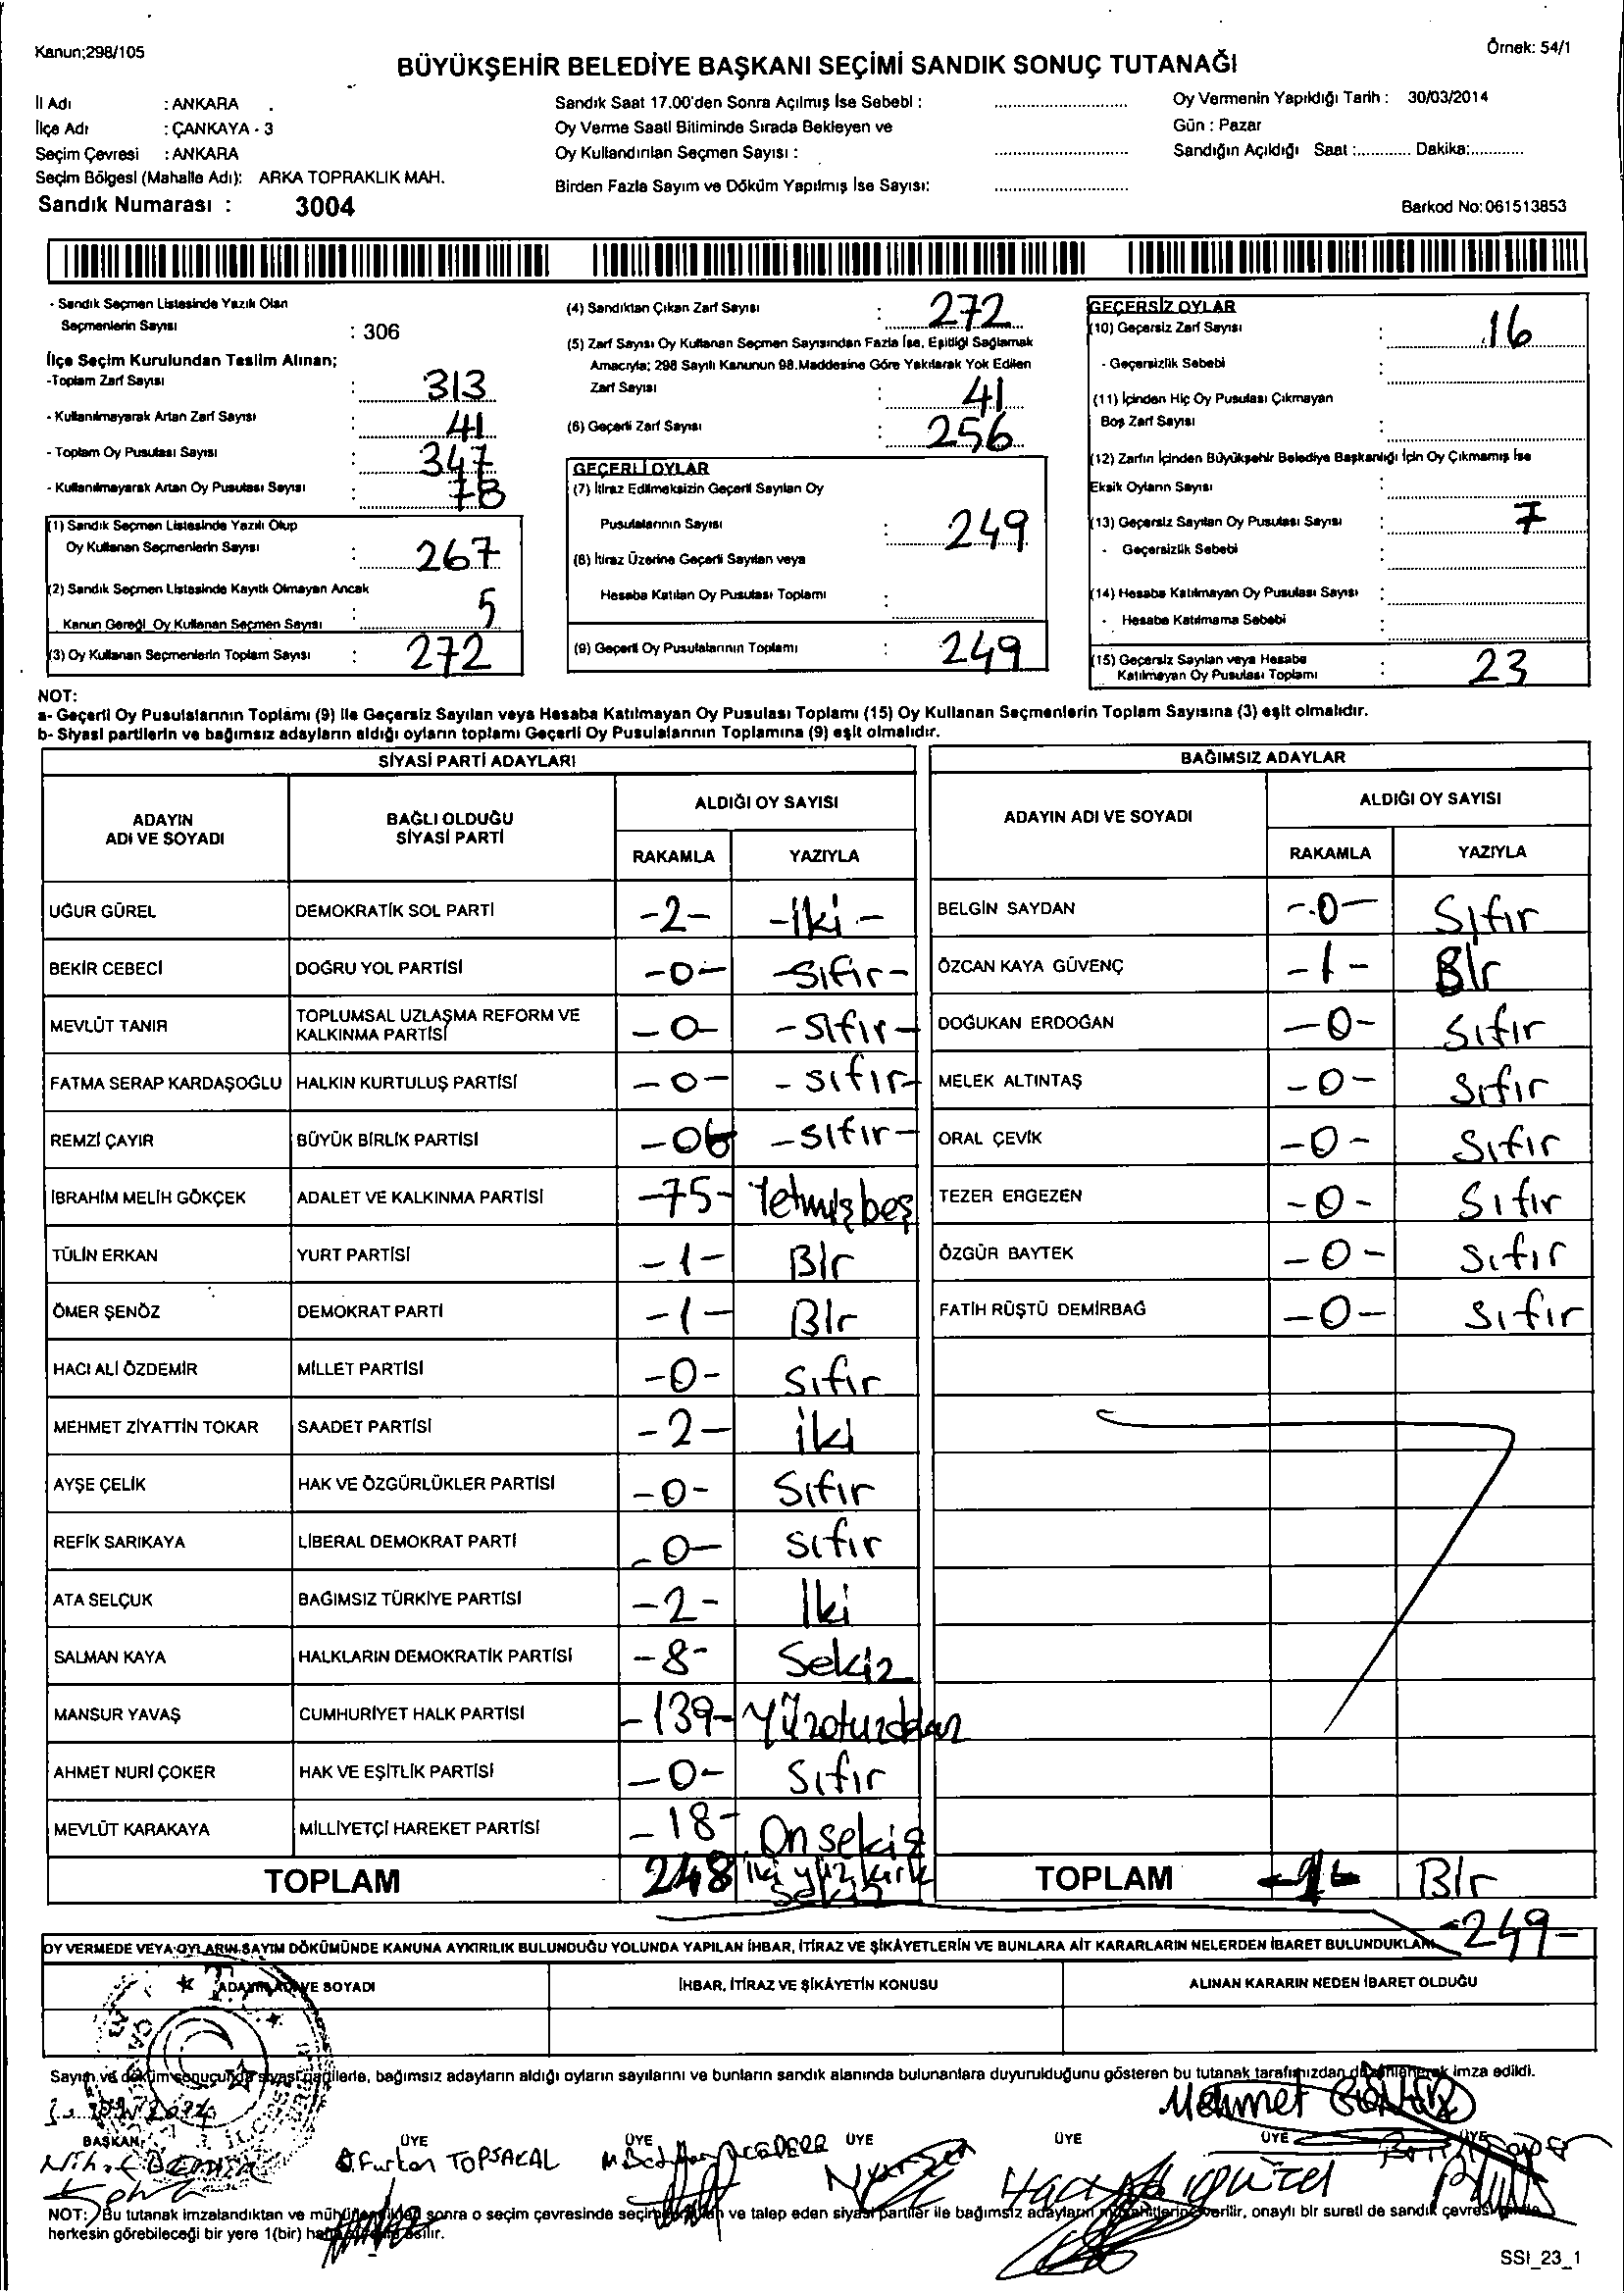 Kanun;298/105
Örnek: 54/1
BÜYÜKŞEHİR BELEDİYE BAŞKANI SEÇİMİ SANDIK SONUÇ TUTANAĞI
İl Adı : ANKARA
İlçe Adı : ÇANKAYA - 3
Seçim Çevresi : ANKARA
Seçim Bölgesi (Mahalle Adı): ARKA TOPRAKLIK MAH.
Sandık Numarası : 3004
Sandık Saat 17.00'den Sonra Açılmış İse Sebebi :
Oy Verme Saati Bitiminde Sırada Bekleyen ve
Oy Kullandırılan Seçmen Sayısı :
Birden Fazla Sayım ve Döküm Yapılmış İse Sayısı:
Oy Vermenin Yapıldığı Tarih : 30/03/2014
Gün : Pazar
Sandığın Açıldığı Saat :............ Dakika:............
Barkod No:061513853
- Sandık Seçmen Listesinde Yazılı Olan
Seçmenlerin Sayısı : 306
İlçe Seçim Kurulundan Teslim Alınan;
-Toplam Zarf Sayısı : 313
- Kullanılmayarak Artan Zarf Sayısı : 41
- Toplam Oy Pusulası Sayısı : 347
- Kullanılmayarak Artan Oy Pusulası Sayısı : 78
(1) Sandık Seçmen Listesinde Yazılı Olup
Oy Kullanan Seçmenlerin Sayısı : 267
(2) Sandık Seçmen Listesinde Kayıtlı Olmayan Ancak
Kanun Gereği Oy Kullanan Seçmen Sayısı : 5
(3) Oy Kullanan Seçmenlerin Toplam Sayısı : 272
(4) Sandıktan Çıkan Zarf Sayısı : 272
(5) Zarf Sayısı Oy Kullanan Seçmen Sayısından Fazla İse, Eşitliği Sağlamak
Amacıyla; 298 Sayılı Kanunun 98.Maddesine Göre Yakılarak Yok Edilen
Zarf Sayısı : 41
(6) Geçerli Zarf Sayısı : 256
GEÇERLİ OYLAR
(7) İtiraz Edilmeksizin Geçerli Sayılan Oy
Pusulalarının Sayısı : 249
(8) İtiraz Üzerine Geçerli Sayılan veya
Hesaba Katılan Oy Pusulası Toplamı :
(9) Geçerli Oy Pusulalarının Toplamı : 249
GEÇERSİZ OYLAR
(10) Geçersiz Zarf Sayısı : 16
- Geçersizlik Sebebi :
(11) İçinden Hiç Oy Pusulası Çıkmayan
Boş Zarf Sayısı :
(12) Zarfın İçinden Büyükşehir Belediye Başkanlığı İçin Oy Çıkmamış İse
Eksik Oyların Sayısı :
(13) Geçersiz Sayılan Oy Pusulası Sayısı : 7
- Geçersizlik Sebebi :
(14) Hesaba Katılmayan Oy Pusulası Sayısı :
- Hesaba Katılmama Sebebi :
(15) Geçersiz Sayılan veya Hesaba
Katılmayan Oy Pusulası Toplamı : 23
NOT:
a- Geçerli Oy Pusulalarının Toplamı (9) ile Geçersiz Sayılan veya Hesaba Katılmayan Oy Pusulası Toplamı (15) Oy Kullanan Seçmenlerin Toplam Sayısına (3) eşit olmalıdır.
b- Siyasi partilerin ve bağımsız adayların aldığı oyların toplamı Geçerli Oy Pusulalarının Toplamına (9) eşit olmalıdır.
SİYASİ PARTİ ADAYLARI
ADAYIN ADI VE SOYADI
BAĞLI OLDUĞU SİYASİ PARTİ
ALDIĞI OY SAYISI
RAKAMLA YAZIYLA
UĞUR GÜREL DEMOKRATİK SOL PARTİ -2- -İki-
BEKİR CEBECİ DOĞRU YOL PARTİSİ -0- -Sıfır-
MEVLÜT TANIR TOPLUMSAL UZLAŞMA REFORM VE KALKINMA PARTİSİ -0- -Sıfır-
FATMA SERAP KARDAŞOĞLU HALKIN KURTULUŞ PARTİSİ -0- -sıfır-
REMZİ ÇAYIR BÜYÜK BİRLİK PARTİSİ -0 -sıfır-
İBRAHİM MELİH GÖKÇEK ADALET VE KALKINMA PARTİSİ -75- Yetmişbeş
TÜLİN ERKAN YURT PARTİSİ -1- Bir
ÖMER ŞENÖZ DEMOKRAT PARTİ -1- Bir
HACI ALİ ÖZDEMİR MİLLET PARTİSİ -0- Sıfır
MEHMET ZİYATTİN TOKAR SAADET PARTİSİ -2- İki
AYŞE ÇELİK HAK VE ÖZGÜRLÜKLER PARTİSİ -0- Sıfır
REFİK SARIKAYA LİBERAL DEMOKRAT PARTİ -0- sıfır
ATA SELÇUK BAĞIMSIZ TÜRKİYE PARTİSİ -2- İki
SALMAN KAYA HALKLARIN DEMOKRATİK PARTİSİ -8- Sekiz
MANSUR YAVAŞ CUMHURİYET HALK PARTİSİ -139- Yüzotuzdokuz
AHMET NURİ ÇOKER HAK VE EŞİTLİK PARTİSİ -0- Sıfır
MEVLÜT KARAKAYA MİLLİYETÇİ HAREKET PARTİSİ -18- Onsekiz
TOPLAM 248 iki yüz kırk sekiz
BAĞIMSIZ ADAYLAR
ADAYIN ADI VE SOYADI
ALDIĞI OY SAYISI
RAKAMLA YAZIYLA
BELGİN SAYDAN -0- Sıfır
ÖZCAN KAYA GÜVENÇ -1- Bir
DOĞUKAN ERDOĞAN -0- Sıfır
MELEK ALTINTAŞ -0- Sıfır
ORAL ÇEVİK -0- Sıfır
TEZER ERGEZEN -0- Sıfır
ÖZGÜR BAYTEK -0- Sıfır
FATİH RÜŞTÜ DEMİRBAĞ -0- Sıfır
TOPLAM -1- Bir
-249-
OY VERMEDE VEYA OYLARIN SAYIM DÖKÜMÜNDE KANUNA AYKIRILIK BULUNDUĞU YOLUNDA YAPILAN İHBAR, İTİRAZ VE ŞİKÂYETLERİN VE BUNLARA AİT KARARLARIN NELERDEN İBARET BULUNDUKLARI
ADAYIN ADI VE SOYADI
İHBAR, İTİRAZ VE ŞİKÂYETİN KONUSU
ALINAN KARARIN NEDEN İBARET OLDUĞU
Sayım ve döküm sonucunda siyasi partilerle, bağımsız adayların aldığı oyların sayılarını ve bunların sandık alanında bulunanlara duyurulduğunu gösteren bu tutanak tarafımızdan düzenlenerek imza edildi.
Mehmet
BAŞKAN ÜYE ÜYE ÜYE ÜYE ÜYE ÜYE
Furkan TOPSAKAL
NOT: Bu tutanak imzalandıktan ve mühürlendikten sonra o seçim çevresinde seçime katılan ve talep eden siyasi partiler ile bağımsız adayların müşahitlerine verilir, onaylı bir sureti de sandık çevresinde
herkesin görebileceği bir yere 1(bir) hafta süreyle asılır.
SSI_23_1